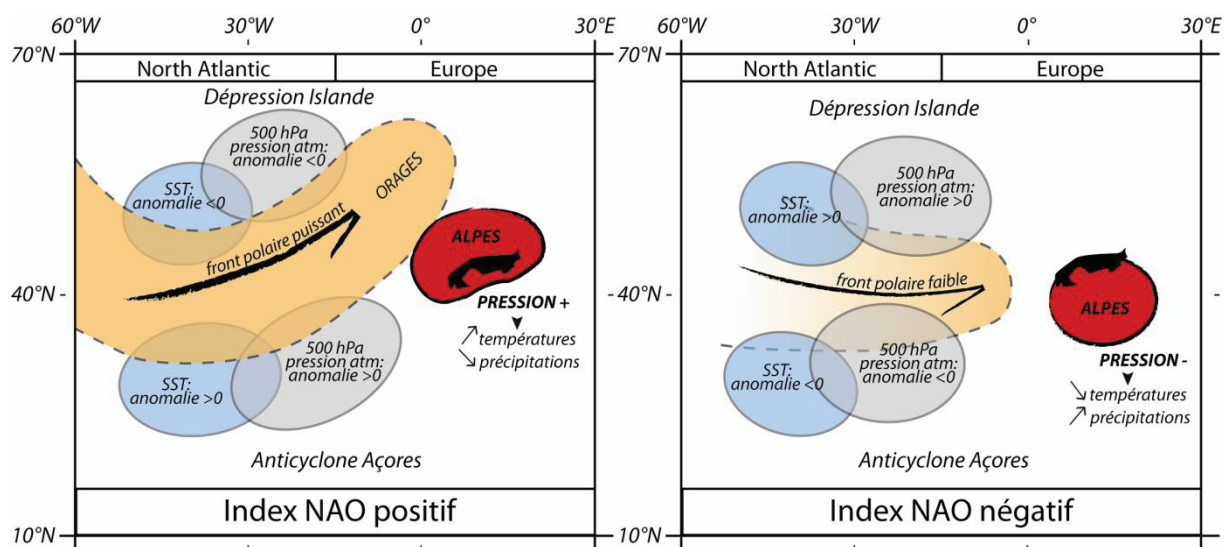 60°W 30°W 0° 30°E
70°N
North Atlantic Europe
Dépression Islande
500 hPa
pression atm:
anomalie <0
SST:
anomalie <0
ORAGES
front polaire puissant
ALPES
40°N
PRESSION +
↗ températures
↘ précipitations
500 hPa
pression atm:
anomalie >0
SST:
anomalie >0
Anticyclone Açores
Index NAO positif
10°N
60°W 30°W 0° 30°E
70°N
North Atlantic Europe
Dépression Islande
500 hPa
pression atm:
anomalie >0
SST:
anomalie >0
front polaire faible
-40°N
ALPES
PRESSION -
↘ températures
↗ précipitations
500 hPa
pression atm:
anomalie <0
SST:
anomalie <0
Anticyclone Açores
Index NAO négatif
10°N